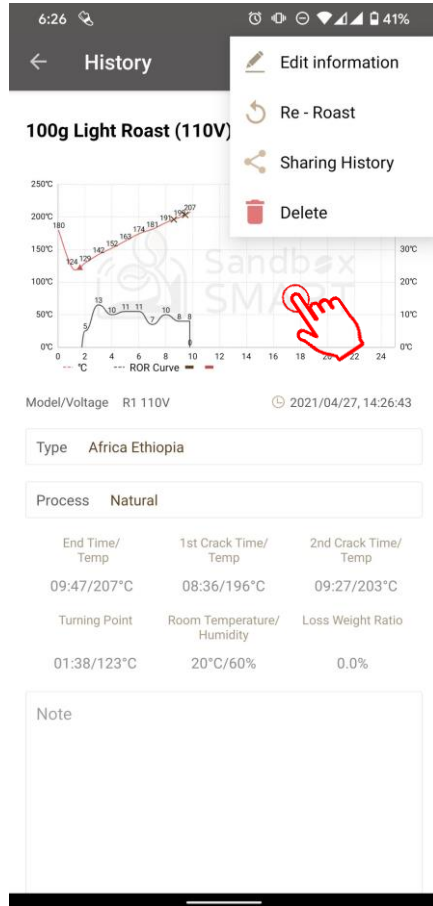 6:26 41%
History
Edit information
Re - Roast
Sharing History
Delete
100g Light Roast (110V)
250℃
200℃
150℃ 30℃
100℃ 20℃
50℃ 10℃
0℃ 0℃
180 124 129 142 152 163 174 181 191 207
5 13 10 11 11 7 10 8 8 0
Sandbox
SMART
0 2 4 6 8 10 12 14 16 18 20 22 24
℃ ROR Curve
Model/Voltage R1 110V 2021/04/27, 14:26:43
Type Africa Ethiopia
Process Natural
End Time/ 1st Crack Time/ 2nd Crack Time/
Temp Temp Temp
09:47/207°C 08:36/196°C 09:27/203°C
Turning Point Room Temperature/ Loss Weight Ratio
Humidity
01:38/123°C 20°C/60% 0.0%
Note